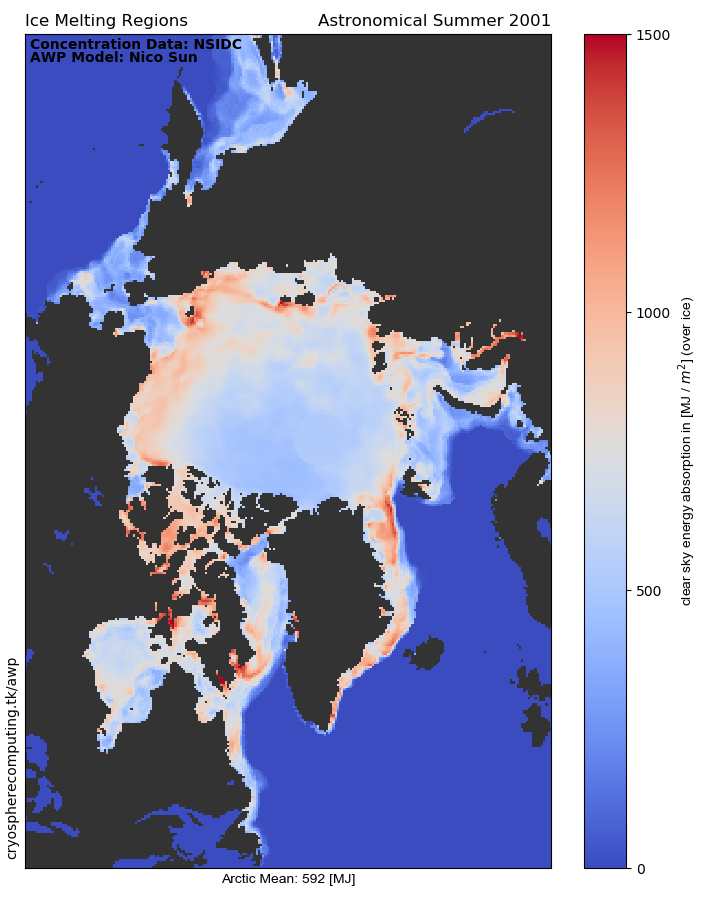 Ice Melting Regions
Astronomical Summer 2001
Concentration Data: NSIDC
AWP Model: Nico Sun
1500
1000
500
0
clear sky energy absorption in [MJ / m²] (over ice)
cryospherecomputing.tk/awp
Arctic Mean: 592 [MJ]